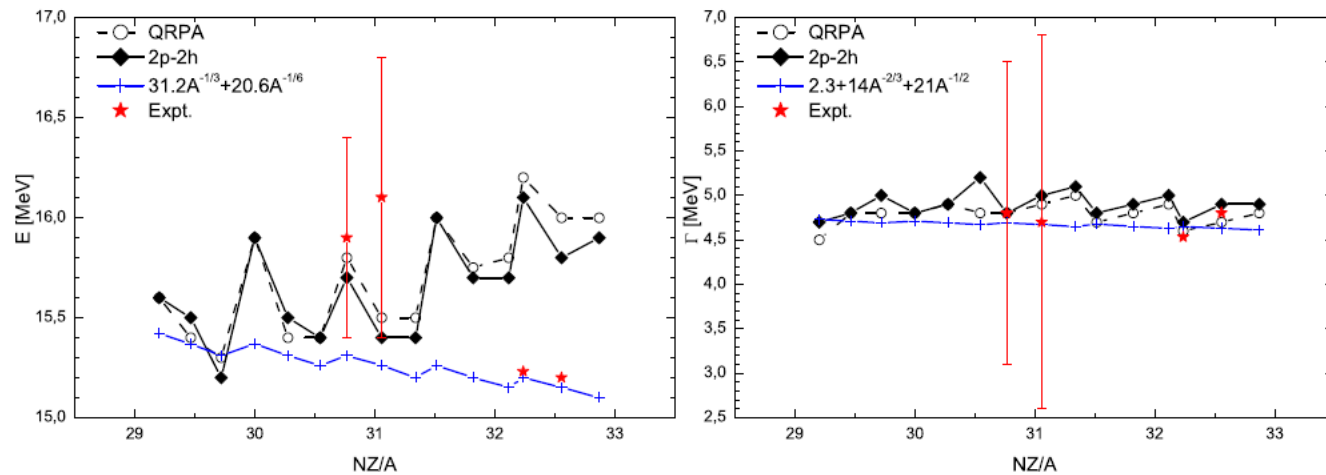 17,0
16,5
16,0
15,5
15,0
E [MeV]
QRPA
2p-2h
31.2A^{-1/3}+20.6A^{-1/6}
Expt.
29 30 31 32 33
NZ/A
7,0
6,5
6,0
5,5
5,0
4,5
4,0
3,5
3,0
2,5
Γ [MeV]
QRPA
2p-2h
2.3+14A^{-2/3}+21A^{-1/2}
Expt.
29 30 31 32 33
NZ/A